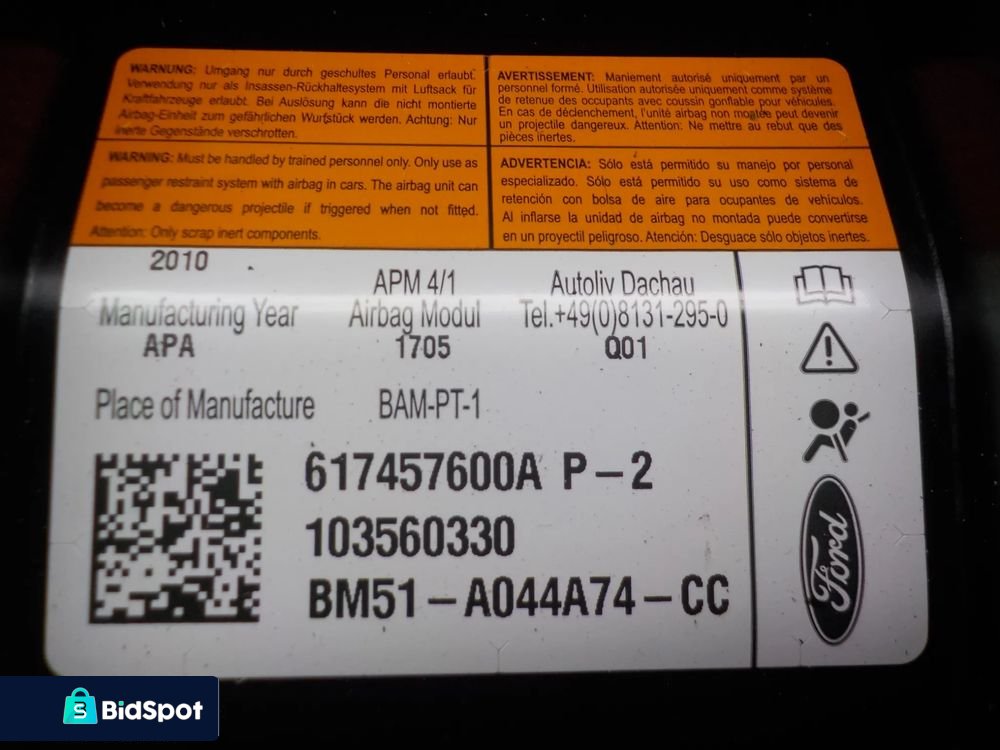 WARNUNG: Umgang nur durch geschultes Personal erlaubt.
Verwendung nur als Insassen-Rückhaltesystem mit Luftsack für
Kraftfahrzeuge erlaubt. Bei Auslösung kann die nicht montierte
Airbag-Einheit zum gefährlichen Wurfstück werden. Achtung: Nur
inerte Gegenstände verschrotten.
AVERTISSEMENT: Maniement autorisé uniquement par un
personnel formé. Utilisation autorisée uniquement comme système
de retenue des occupants avec coussin gonflable pour véhicules.
En cas de déclenchement, l'unité airbag non montée peut devenir
un projectile dangereux. Attention: Ne mettre au rebut que des
pièces inertes.
WARNING: Must be handled by trained personnel only. Only use as
passenger restraint system with airbag in cars. The airbag unit can
become a dangerous projectile if triggered when not fitted.
Attention: Only scrap inert components.
ADVERTENCIA: Sólo está permitido su manejo por personal
especializado. Sólo está permitido su uso como sistema de
retención con bolsa de aire para ocupantes de vehículos.
Al inflarse la unidad de airbag no montada puede convertirse
en un proyectil peligroso. Atención: Desguace sólo objetos inertes.
2010
Manufacturing Year
APA
Place of Manufacture
APM 4/1
Airbag Modul
1705
BAM-PT-1
Autoliv Dachau
Tel.+49(0)8131-295-0
Q01
617457600A P-2
103560330
BM51-A044A74-CC
Ford
BidSpot